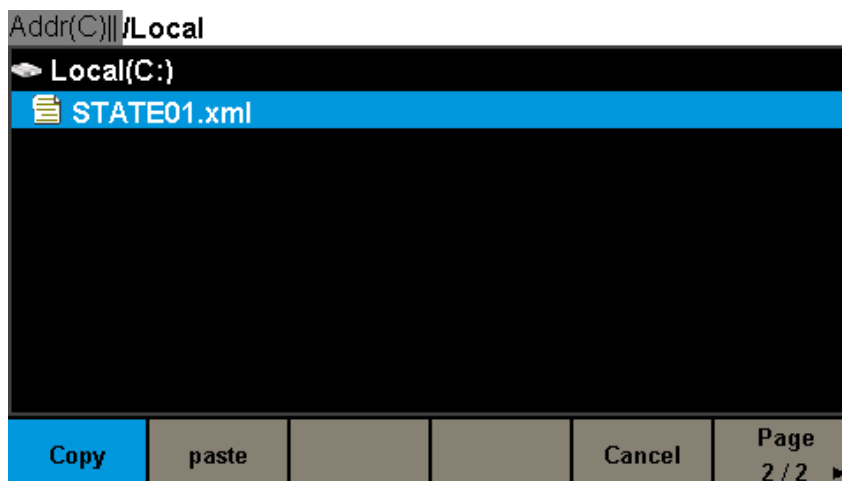 Addr(C)|| /Local
Local(C:)
STATE01.xml
Copy
paste
Cancel
Page
2 / 2